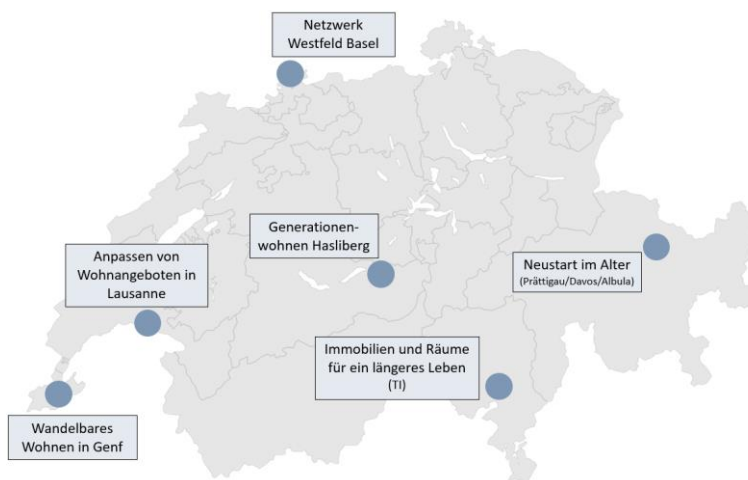 Netzwerk
Westfeld Basel
Generationen-
wohnen Hasliberg
Anpassen von
Wohnangeboten in
Lausanne
Neustart im Alter
(Prättigau/Davos/Albula)
Immobilien und Räume
für ein längeres Leben
(TI)
Wandelbares
Wohnen in Genf